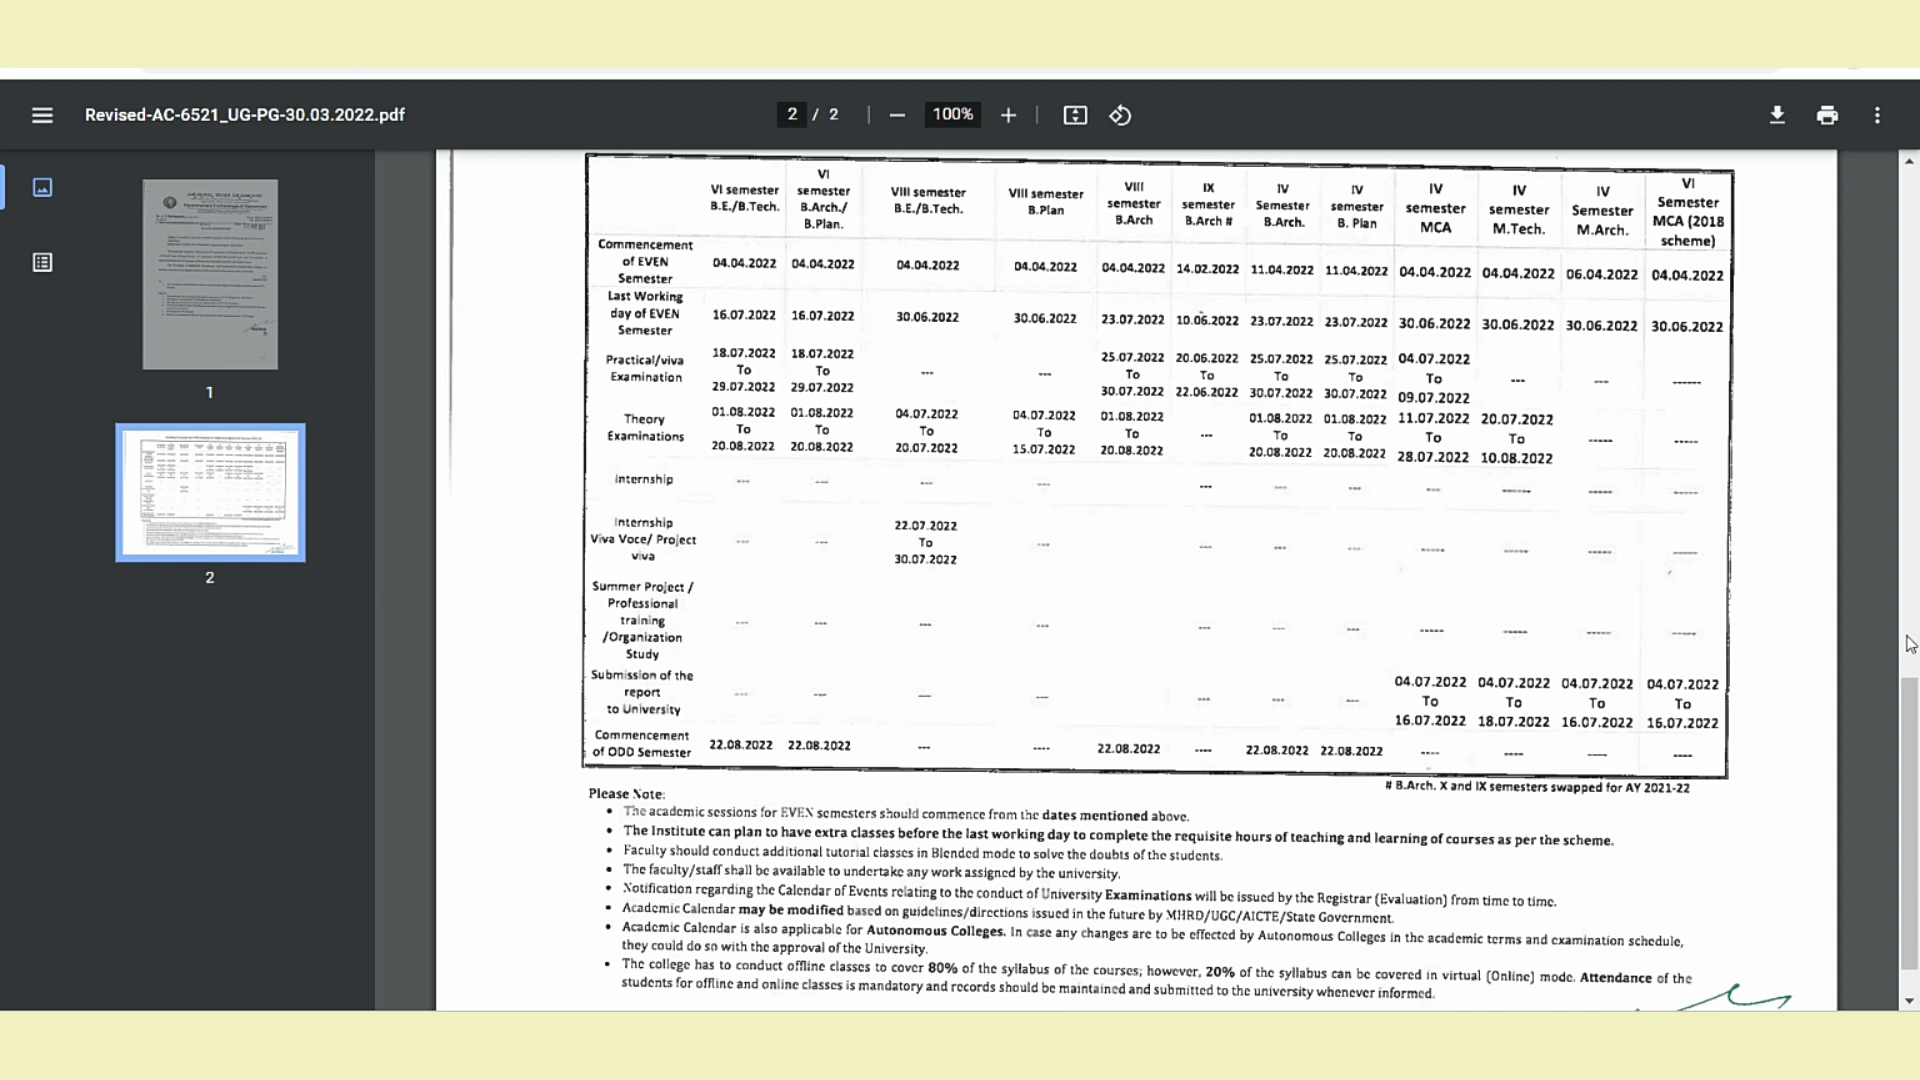 Revised-AC-6521_UG-PG-30.03.2022.pdf
2 / 2
100%
1
2
VI semester B.E./B.Tech.
VI semester B.Arch./ B.Plan.
VIII semester B.E./B.Tech.
VIII semester B.Plan
VIII semester B.Arch
IX semester B.Arch #
IV Semester B.Arch.
IV semester B. Plan
IV semester MCA
IV semester M.Tech.
IV Semester M.Arch.
VI Semester MCA (2018 scheme)
Commencement of EVEN Semester 04.04.2022 04.04.2022 04.04.2022 04.04.2022 04.04.2022 14.02.2022 11.04.2022 11.04.2022 04.04.2022 04.04.2022 06.04.2022 04.04.2022
Last Working day of EVEN Semester 16.07.2022 16.07.2022 30.06.2022 30.06.2022 23.07.2022 10.06.2022 23.07.2022 23.07.2022 30.06.2022 30.06.2022 30.06.2022 30.06.2022
Practical/viva Examination 18.07.2022 To 29.07.2022 18.07.2022 To 29.07.2022 --- --- 25.07.2022 To 30.07.2022 20.06.2022 To 22.06.2022 25.07.2022 To 30.07.2022 25.07.2022 To 30.07.2022 04.07.2022 To 09.07.2022 --- --- ------
Theory Examinations 01.08.2022 To 20.08.2022 01.08.2022 To 20.08.2022 04.07.2022 To 20.07.2022 04.07.2022 To 15.07.2022 01.08.2022 To 20.08.2022 --- 01.08.2022 To 20.08.2022 01.08.2022 To 20.08.2022 11.07.2022 To 28.07.2022 20.07.2022 To 10.08.2022 ----- -----
Internship --- --- --- --- --- --- --- --- ------ ----- -----
Internship Viva Voce/ Project viva --- --- 22.07.2022 To 30.07.2022 --- --- --- --- ----- ----- ----- -----
Summer Project / Professional training /Organization Study --- --- --- --- --- --- --- ----- ----- ----- -----
Submission of the report to University --- --- --- --- --- --- --- 04.07.2022 To 16.07.2022 04.07.2022 To 18.07.2022 04.07.2022 To 16.07.2022 04.07.2022 To 16.07.2022
Commencement of ODD Semester 22.08.2022 22.08.2022 --- ---- 22.08.2022 ---- 22.08.2022 22.08.2022 ---- ---- ---- ----
# B.Arch. X and IX semesters swapped for AY 2021-22
Please Note:
• The academic sessions for EVEN semesters should commence from the dates mentioned above.
• The Institute can plan to have extra classes before the last working day to complete the requisite hours of teaching and learning of courses as per the scheme.
• Faculty should conduct additional tutorial classes in Blended mode to solve the doubts of the students.
• The faculty/staff shall be available to undertake any work assigned by the university.
• Notification regarding the Calendar of Events relating to the conduct of University Examinations will be issued by the Registrar (Evaluation) from time to time.
• Academic Calendar may be modified based on guidelines/directions issued in the future by MHRD/UGC/AICTE/State Government.
• Academic Calendar is also applicable for Autonomous Colleges. In case any changes are to be effected by Autonomous Colleges in the academic terms and examination schedule,
they could do so with the approval of the University.
• The college has to conduct offline classes to cover 80% of the syllabus of the courses; however, 20% of the syllabus can be covered in virtual (Online) mode. Attendance of the
students for offline and online classes is mandatory and records should be maintained and submitted to the university whenever informed.